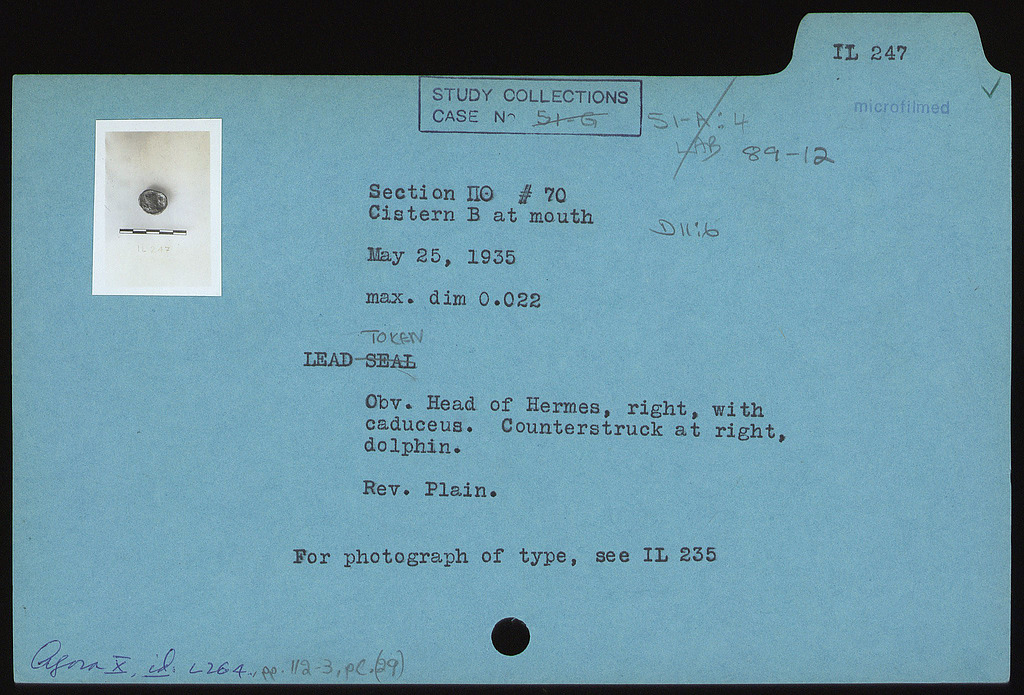 IL 247
microfilmed
STUDY COLLECTIONS
CASE Nº 51-G
51-A:4
LAB 89-12
Section ΠΘ # 70
Cistern B at mouth
D11:6
May 25, 1935
IL 247
max. dim 0.022
TOKEN
LEAD SEAL
Obv. Head of Hermes, right, with
caduceus. Counterstruck at right,
dolphin.
Rev. Plain.
For photograph of type, see IL 235
Agora X, id. L264., pp. 112-3, pl. (29)